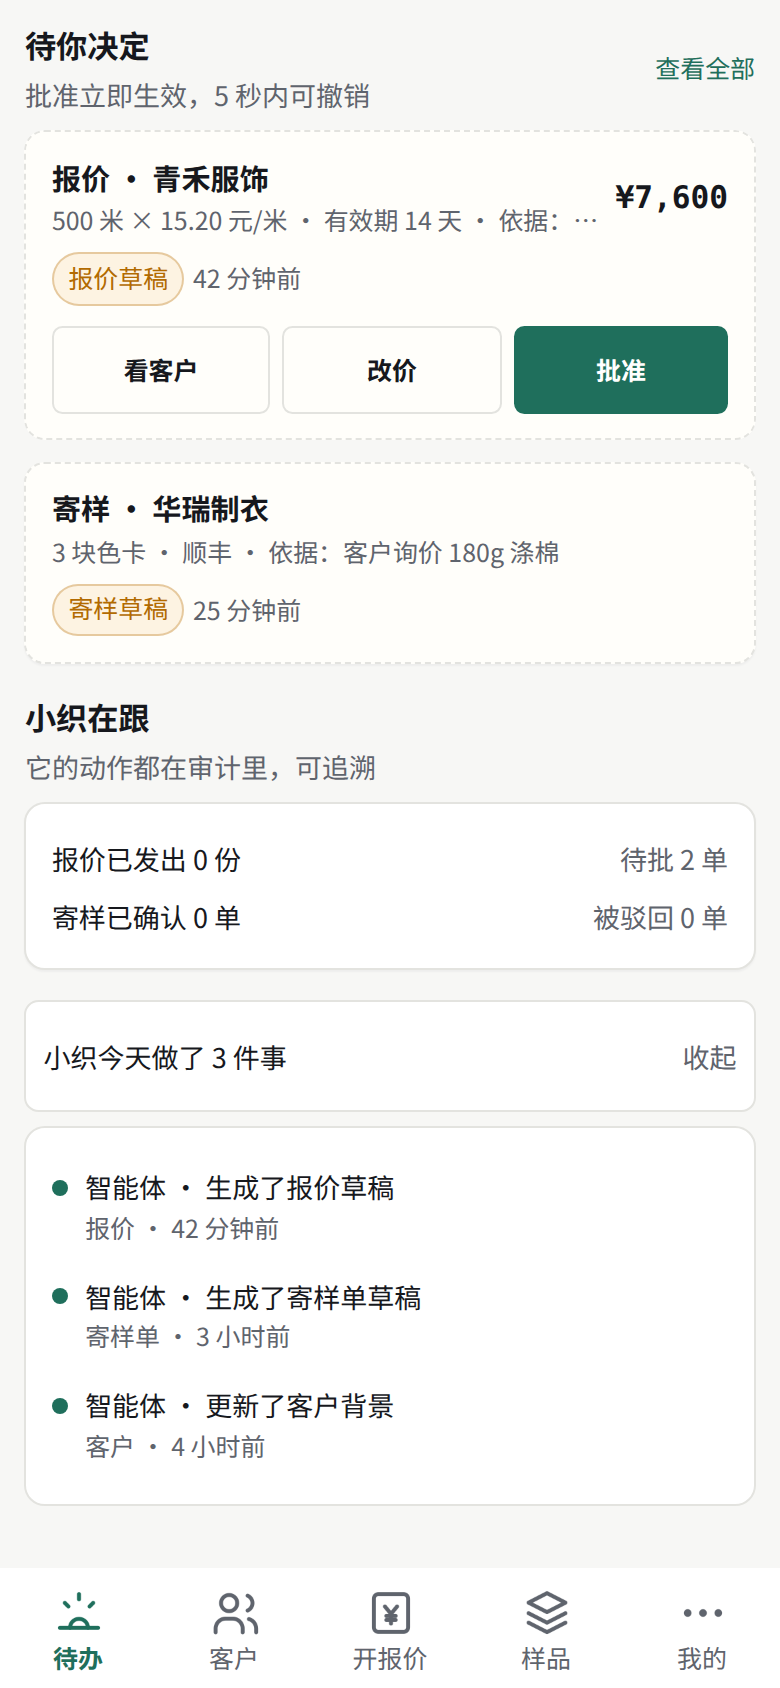 待你决定
批准立即生效，5 秒内可撤销
查看全部
报价 · 青禾服饰
500 米 × 15.20 元/米 · 有效期 14 天 · 依据：…
¥7,600
报价草稿 42 分钟前
看客户 改价 批准
寄样 · 华瑞制衣
3 块色卡 · 顺丰 · 依据：客户询价 180g 涤棉
寄样草稿 25 分钟前
小织在跟
它的动作都在审计里，可追溯
报价已发出 0 份 待批 2 单
寄样已确认 0 单 被驳回 0 单
小织今天做了 3 件事 收起
智能体 · 生成了报价草稿
报价 · 42 分钟前
智能体 · 生成了寄样单草稿
寄样单 · 3 小时前
智能体 · 更新了客户背景
客户 · 4 小时前
待办 客户 开报价 样品 我的